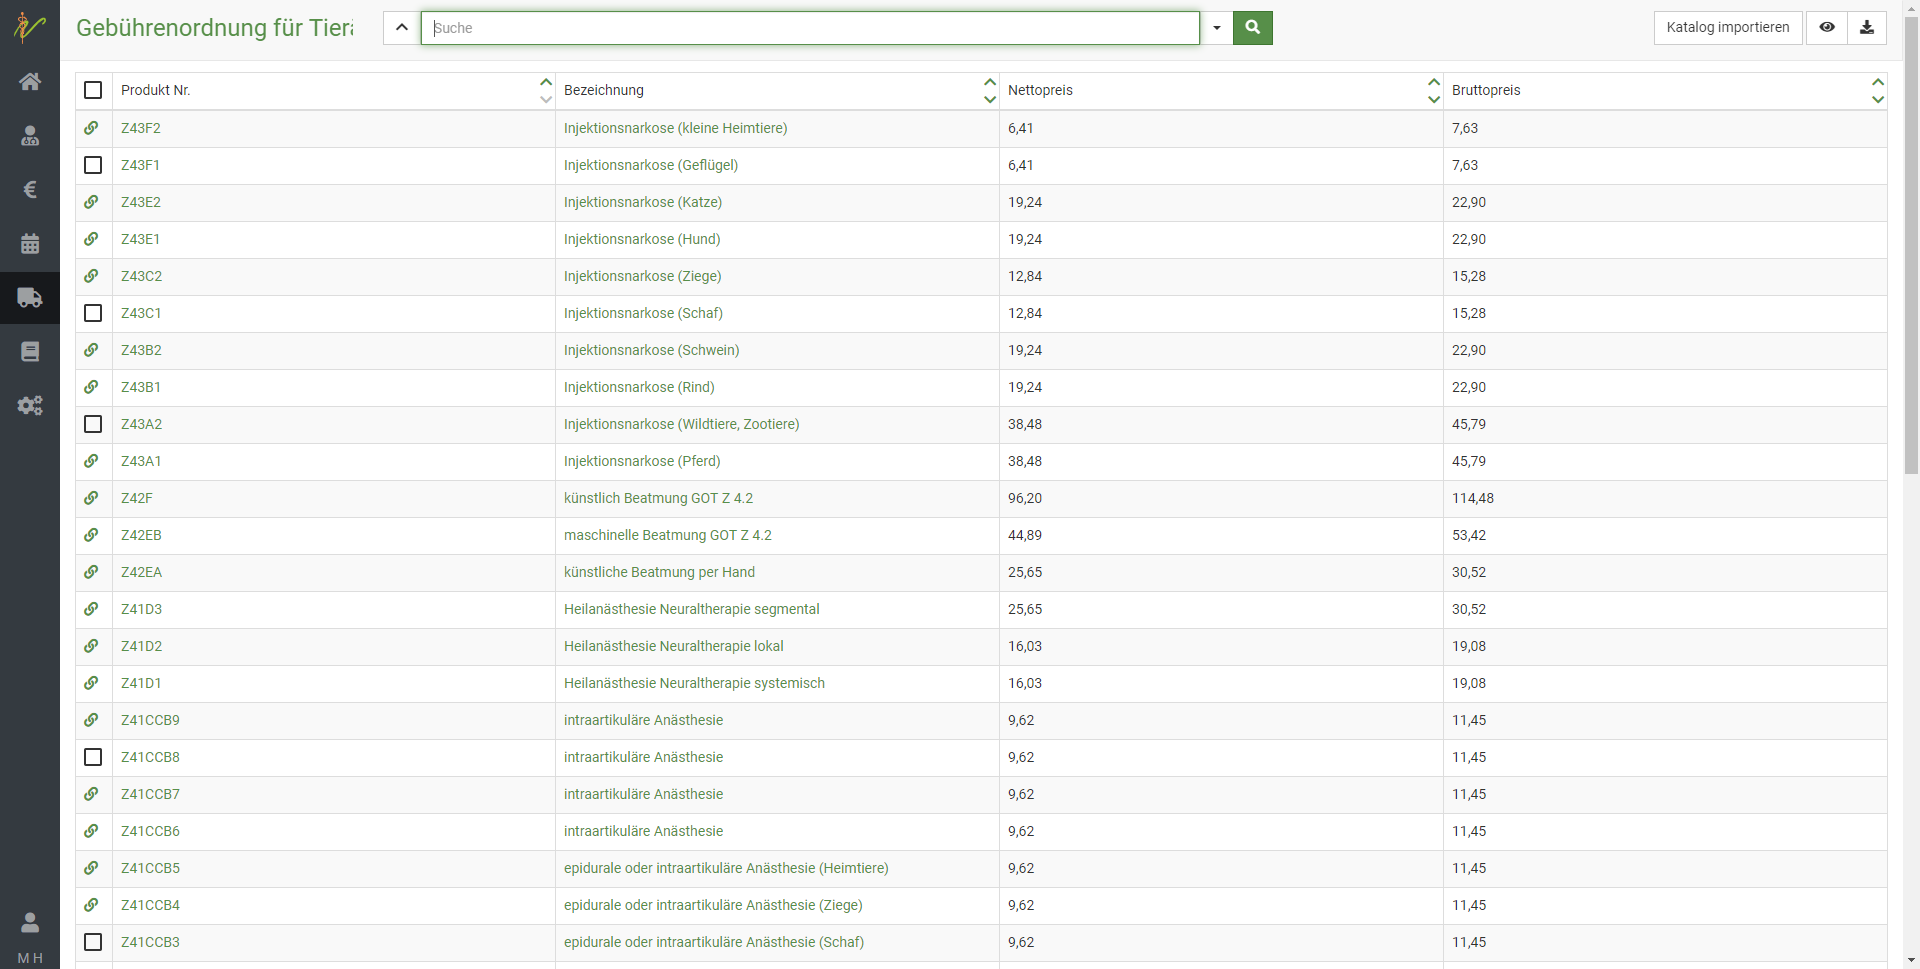 Gebührenordnung für Tier
Suche
Katalog importieren
Produkt Nr. Bezeichnung Nettopreis Bruttopreis
Z43F2 Injektionsnarkose (kleine Heimtiere) 6,41 7,63
Z43F1 Injektionsnarkose (Geflügel) 6,41 7,63
Z43E2 Injektionsnarkose (Katze) 19,24 22,90
Z43E1 Injektionsnarkose (Hund) 19,24 22,90
Z43C2 Injektionsnarkose (Ziege) 12,84 15,28
Z43C1 Injektionsnarkose (Schaf) 12,84 15,28
Z43B2 Injektionsnarkose (Schwein) 19,24 22,90
Z43B1 Injektionsnarkose (Rind) 19,24 22,90
Z43A2 Injektionsnarkose (Wildtiere, Zootiere) 38,48 45,79
Z43A1 Injektionsnarkose (Pferd) 38,48 45,79
Z42F künstlich Beatmung GOT Z 4.2 96,20 114,48
Z42EB maschinelle Beatmung GOT Z 4.2 44,89 53,42
Z42EA künstliche Beatmung per Hand 25,65 30,52
Z41D3 Heilanästhesie Neuraltherapie segmental 25,65 30,52
Z41D2 Heilanästhesie Neuraltherapie lokal 16,03 19,08
Z41D1 Heilanästhesie Neuraltherapie systemisch 16,03 19,08
Z41CCB9 intraartikuläre Anästhesie 9,62 11,45
Z41CCB8 intraartikuläre Anästhesie 9,62 11,45
Z41CCB7 intraartikuläre Anästhesie 9,62 11,45
Z41CCB6 intraartikuläre Anästhesie 9,62 11,45
Z41CCB5 epidurale oder intraartikuläre Anästhesie (Heimtiere) 9,62 11,45
Z41CCB4 epidurale oder intraartikuläre Anästhesie (Ziege) 9,62 11,45
Z41CCB3 epidurale oder intraartikuläre Anästhesie (Schaf) 9,62 11,45
M H